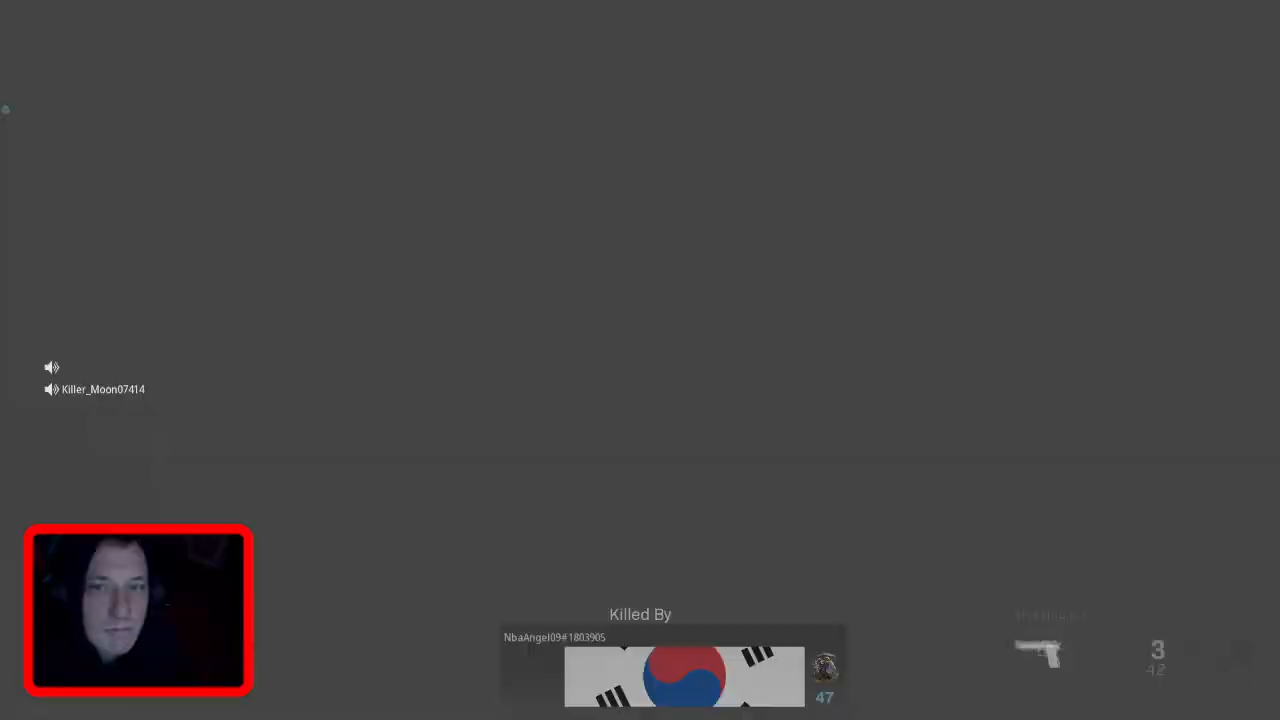 Killer_Moon07414
Killed By
NbaAngel09#1803905
47
3
42